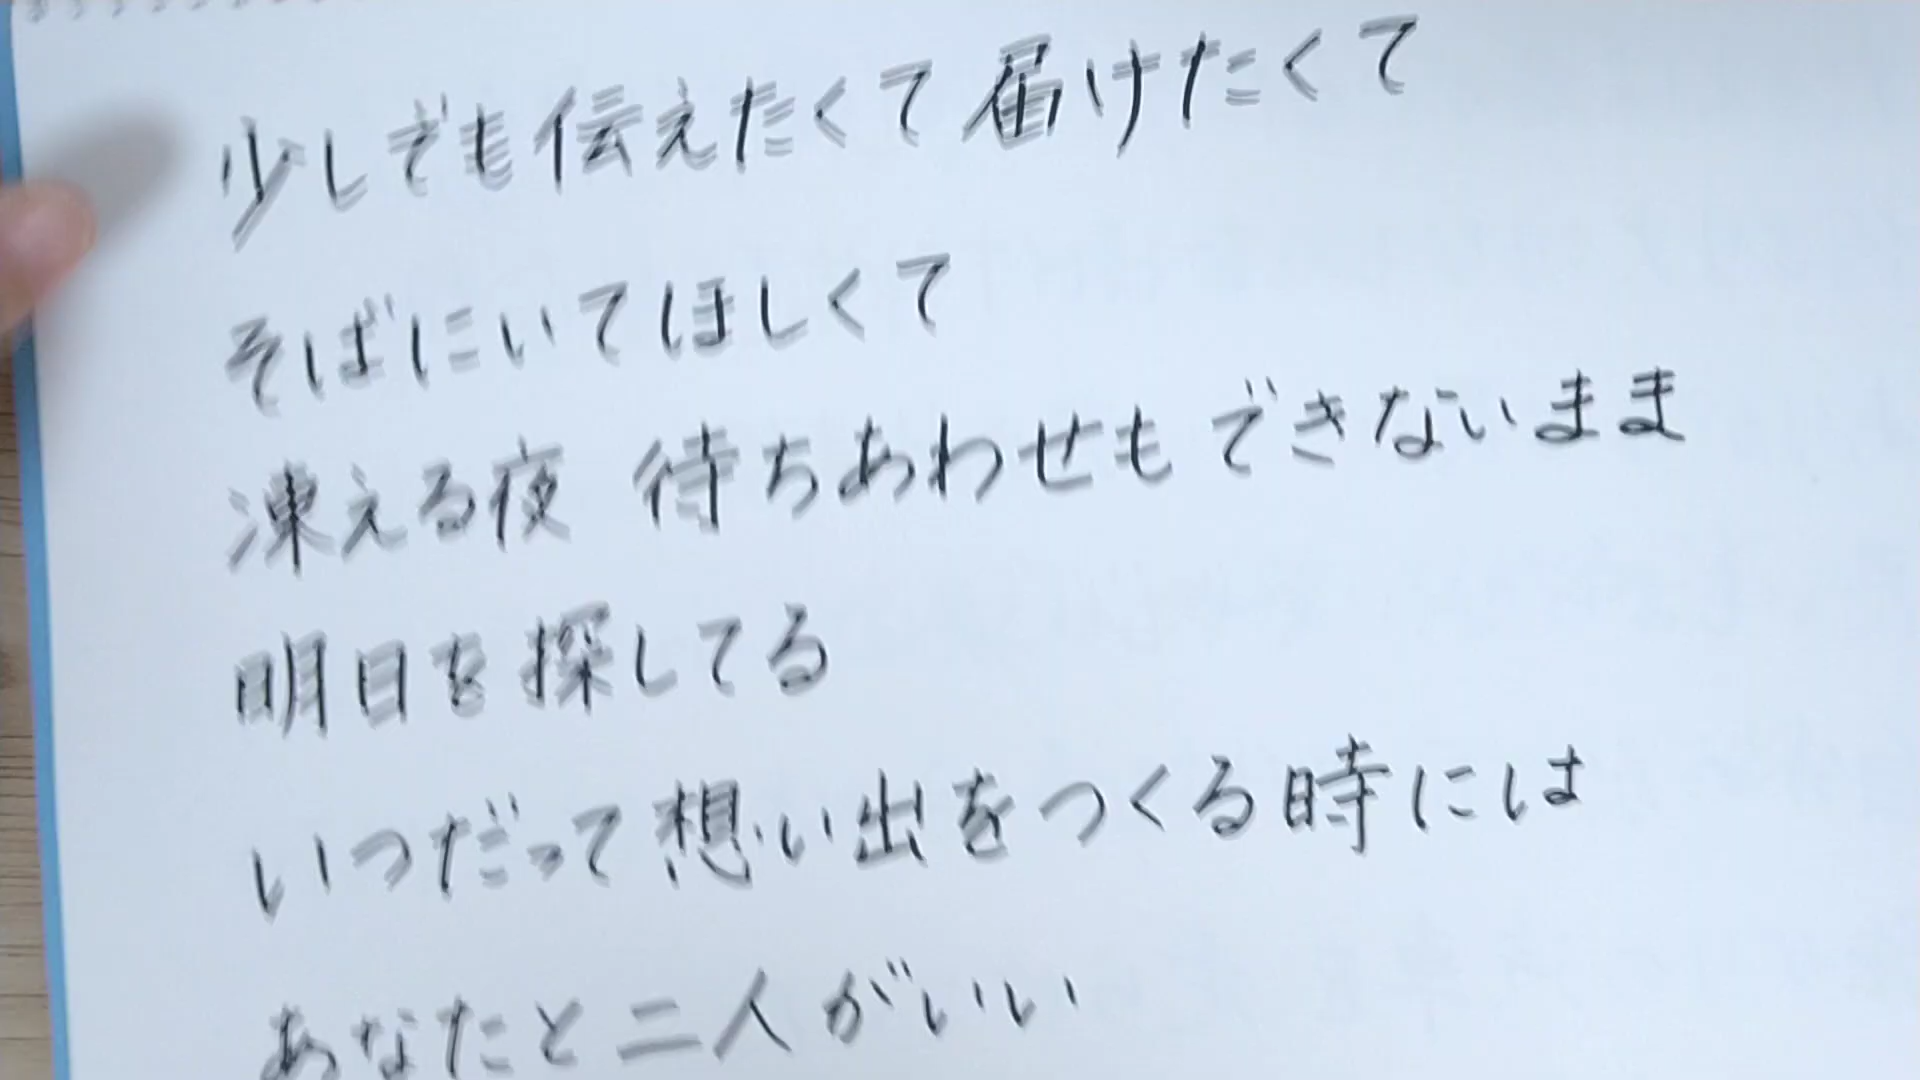 少しでも伝えたくて 届けたくて
そばにいてほしくて
凍える夜 待ちあわせもできないまま
明日を探してる
いつだって想い出をつくる時には
あなたと二人がいい